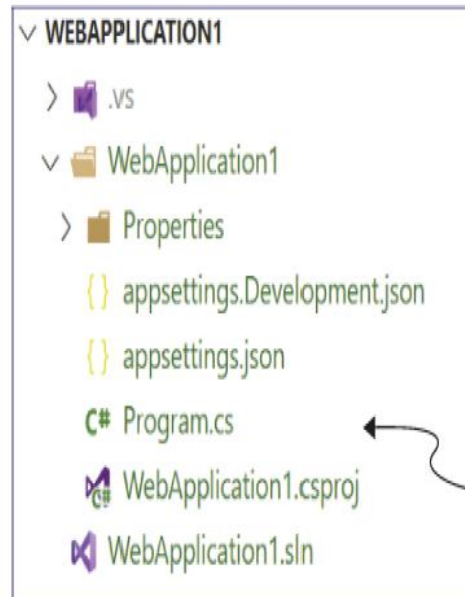 WEBAPPLICATION1
.vs
WebApplication1
Properties
{} appsettings.Development.json
{} appsettings.json
C# Program.cs
C# WebApplication1.csproj
WebApplication1.sln